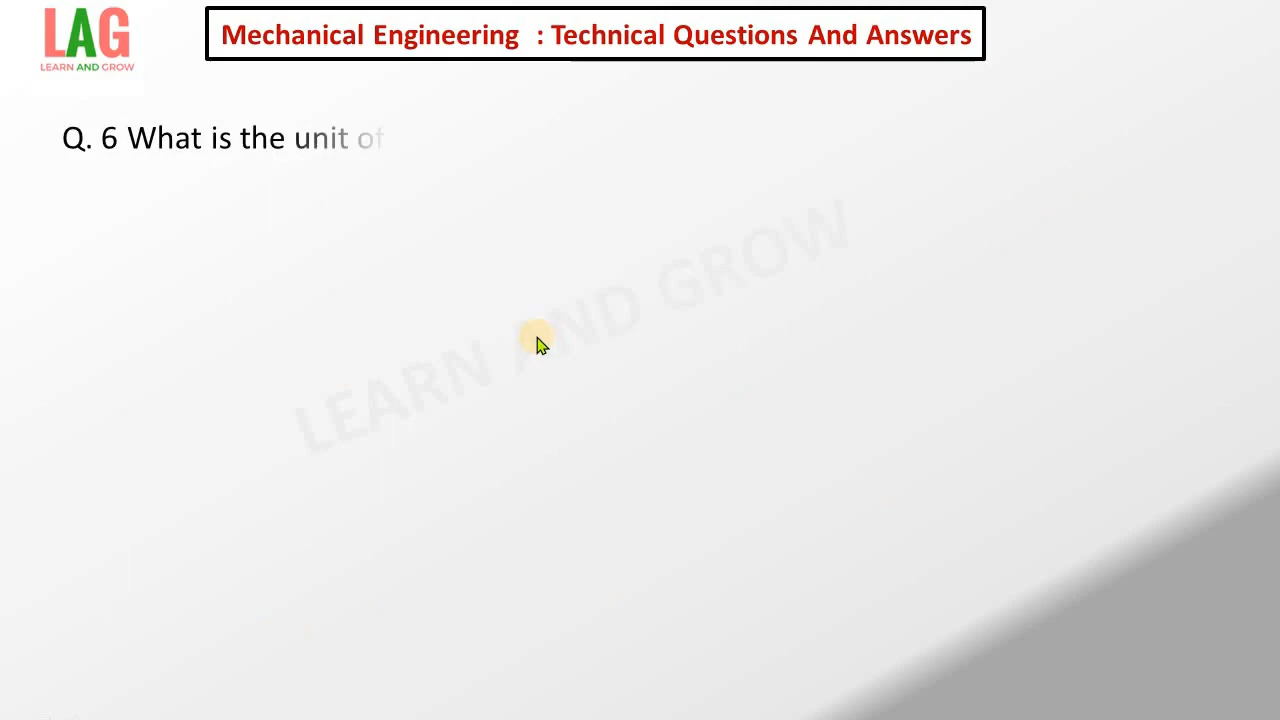 LAG
LEARN AND GROW
Mechanical Engineering : Technical Questions And Answers
Q. 6 What is the unit of
LEARN AND GROW